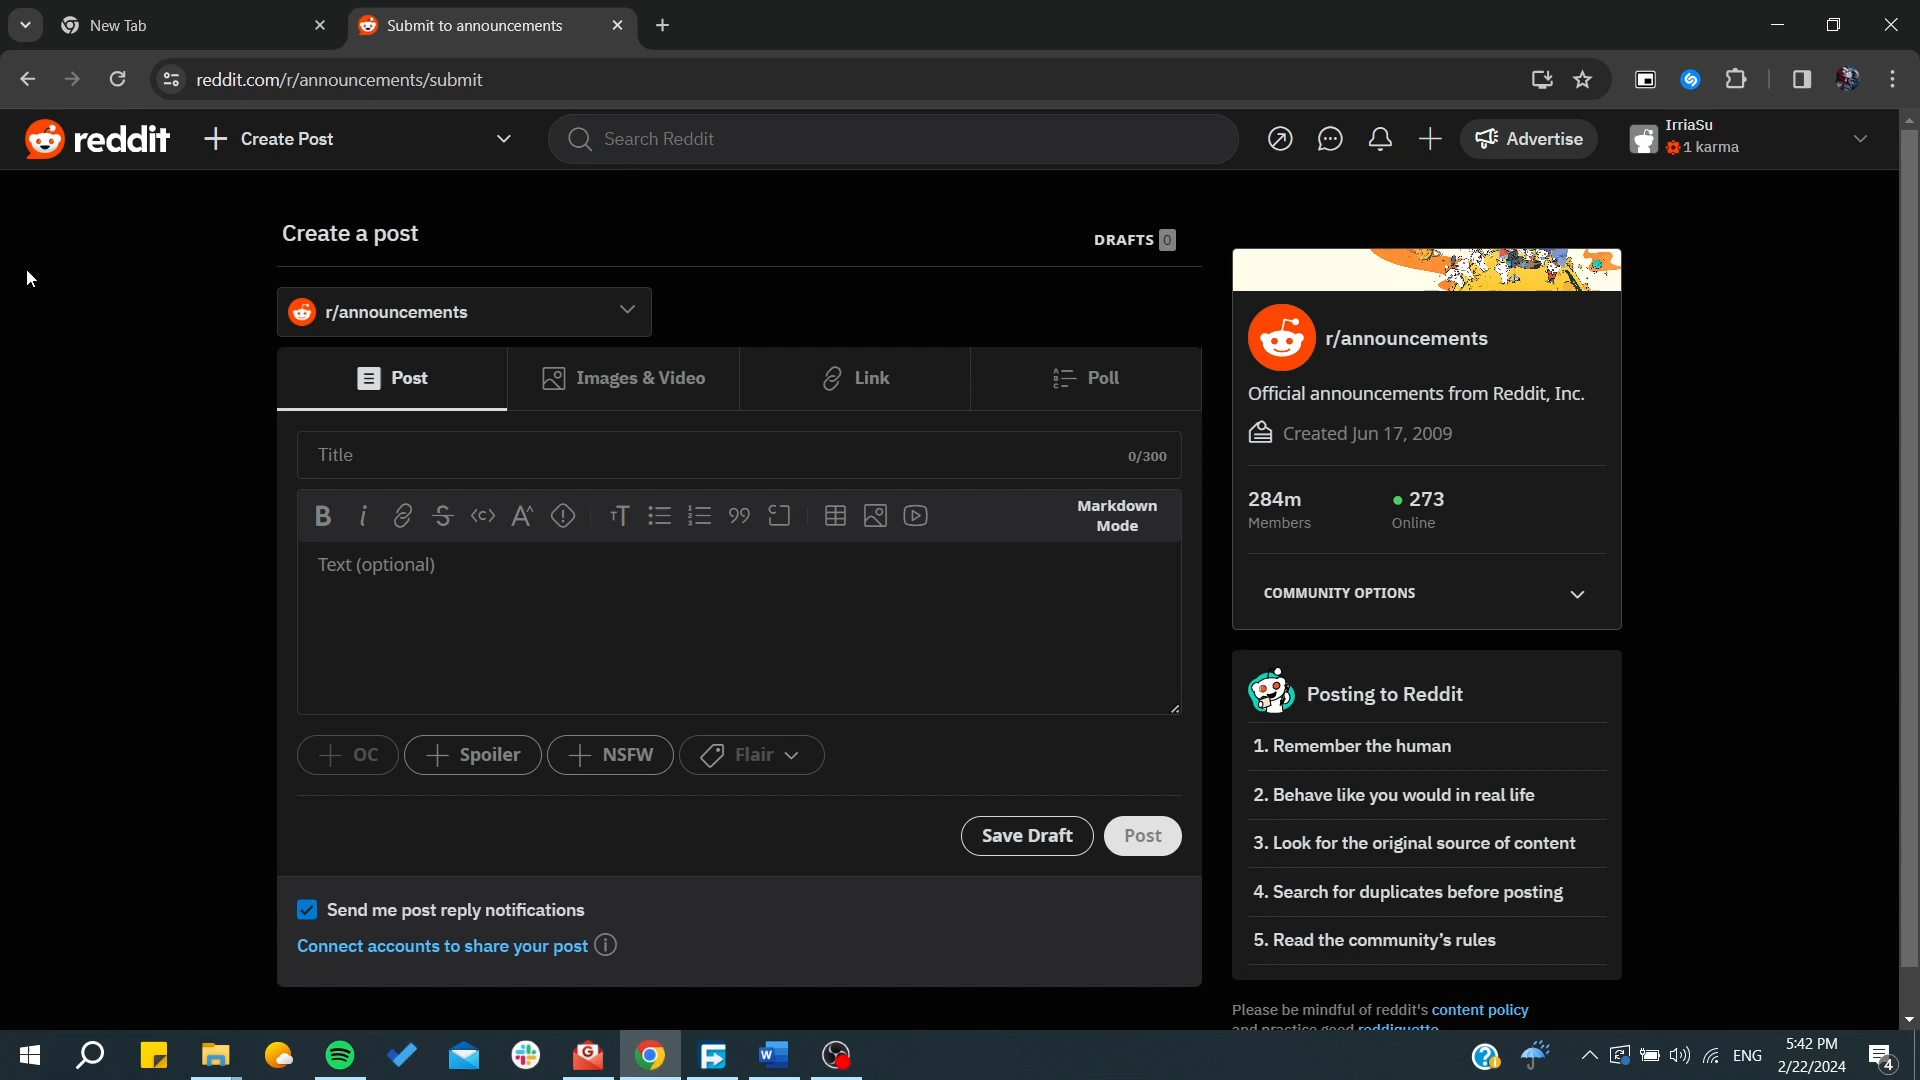 New Tab
Submit to announcements
reddit.com/r/announcements/submit
reddit
Create Post
Search Reddit
Advertise
IrriaSu
1 karma
Create a post
DRAFTS 0
r/announcements
Post
Images & Video
Link
Poll
Title
0/300
Markdown
Mode
Text (optional)
OC
Spoiler
NSFW
Flair
Save Draft
Post
Send me post reply notifications
Connect accounts to share your post
r/announcements
Official announcements from Reddit, Inc.
Created Jun 17, 2009
284m
273
Members
Online
COMMUNITY OPTIONS
Posting to Reddit
1. Remember the human
2. Behave like you would in real life
3. Look for the original source of content
4. Search for duplicates before posting
5. Read the community's rules
Please be mindful of reddit's content policy
and practice good reddiquette
ENG
5:42 PM
2/22/2024
4